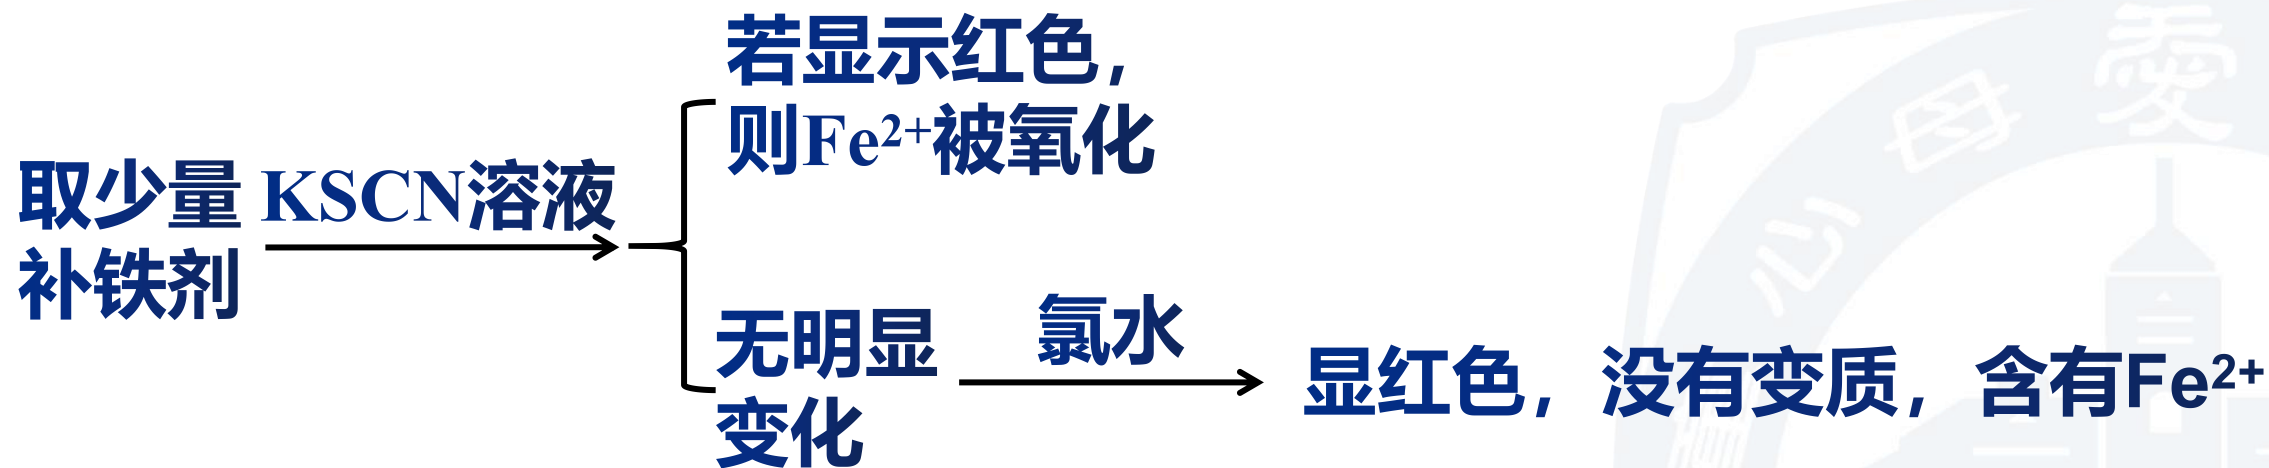 取少量
补铁剂
KSCN溶液
若显示红色，
则Fe²⁺被氧化
无明显
变化
氯水
显红色，没有变质，含有Fe²⁺